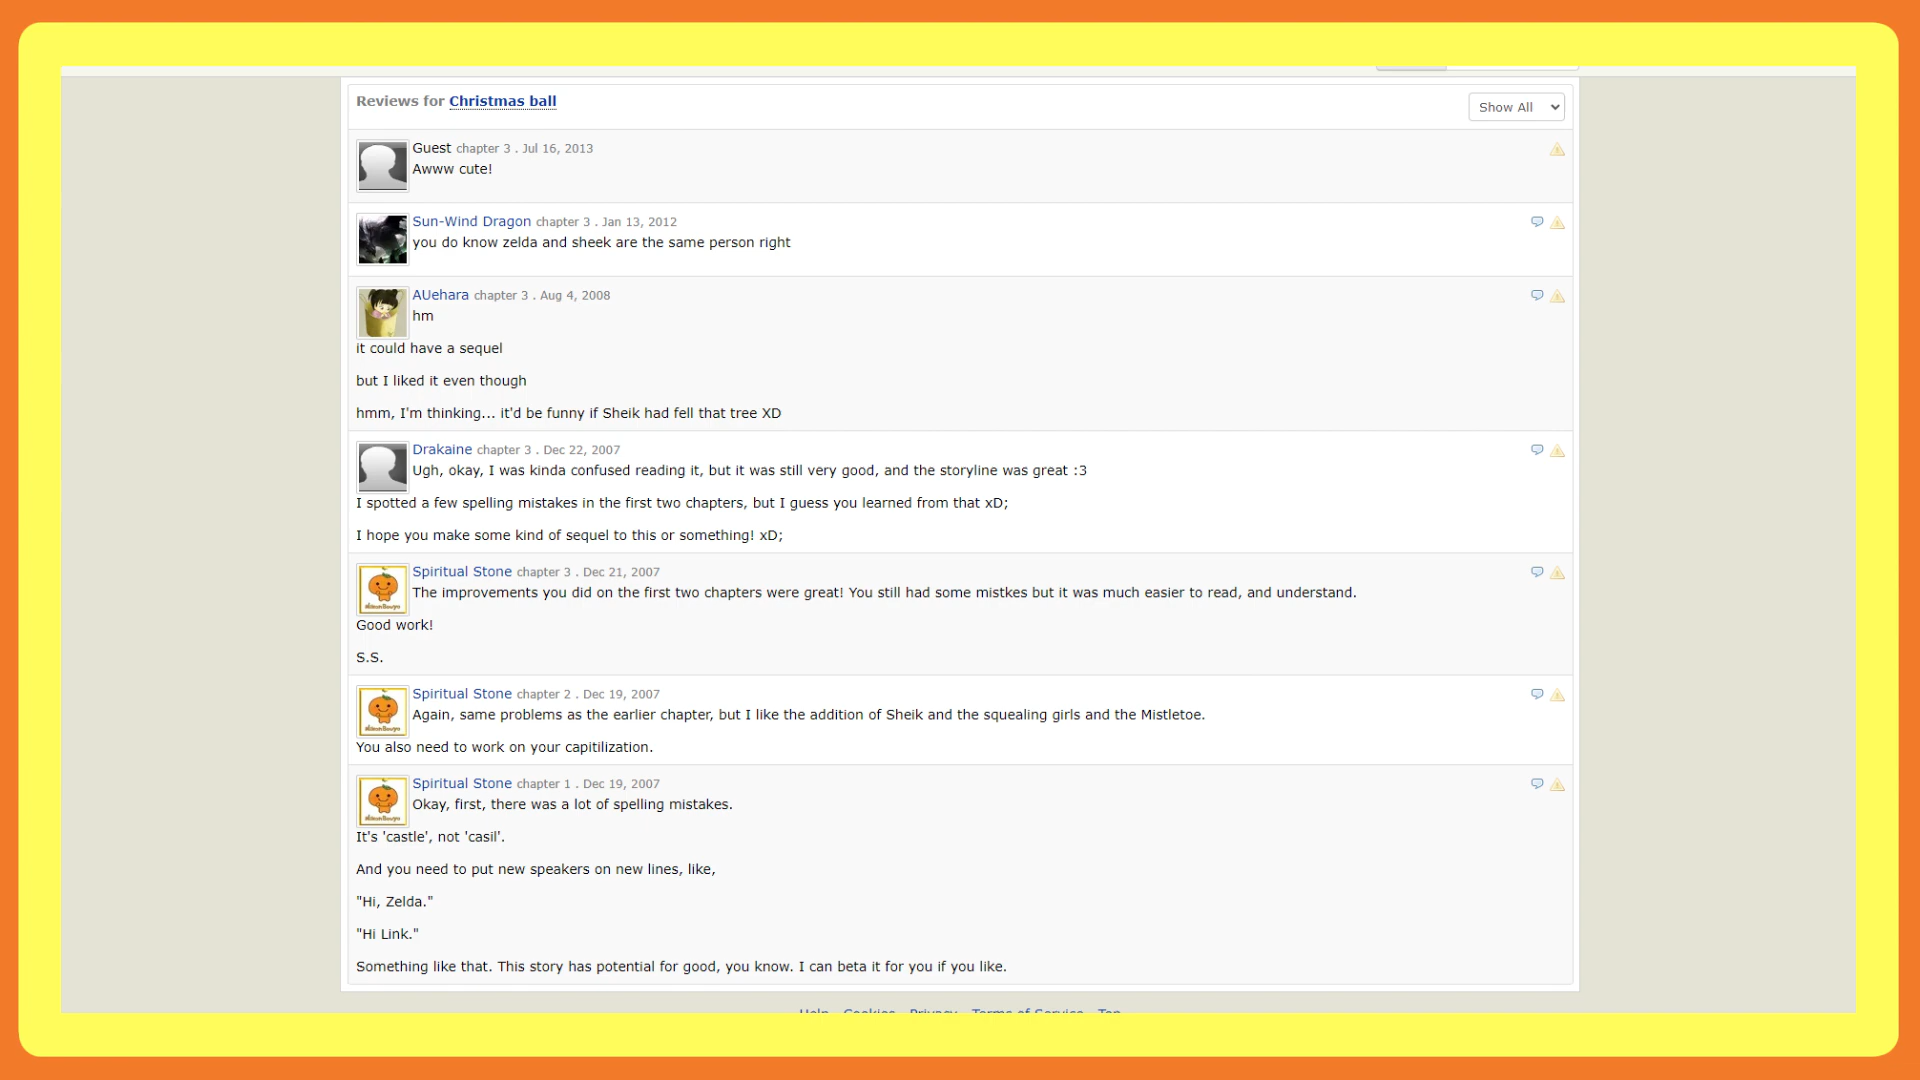 Reviews for Christmas ball
Show All
Guest chapter 3 . Jul 16, 2013
Awww cute!
Sun-Wind Dragon chapter 3 . Jan 13, 2012
you do know zelda and sheek are the same person right
AUehara chapter 3 . Aug 4, 2008
hm
it could have a sequel
but I liked it even though
hmm, I'm thinking... it'd be funny if Sheik had fell that tree XD
Drakaine chapter 3 . Dec 22, 2007
Ugh, okay, I was kinda confused reading it, but it was still very good, and the storyline was great :3
I spotted a few spelling mistakes in the first two chapters, but I guess you learned from that xD;
I hope you make some kind of sequel to this or something! xD;
Spiritual Stone chapter 3 . Dec 21, 2007
The improvements you did on the first two chapters were great! You still had some mistkes but it was much easier to read, and understand.
Good work!
S.S.
Spiritual Stone chapter 2 . Dec 19, 2007
Again, same problems as the earlier chapter, but I like the addition of Sheik and the squealing girls and the Mistletoe.
You also need to work on your capitilization.
Spiritual Stone chapter 1 . Dec 19, 2007
Okay, first, there was a lot of spelling mistakes.
It's 'castle', not 'casil'.
And you need to put new speakers on new lines, like,
"Hi, Zelda."
"Hi Link."
Something like that. This story has potential for good, you know. I can beta it for you if you like.
Help Cookies Privacy Terms of Service Top